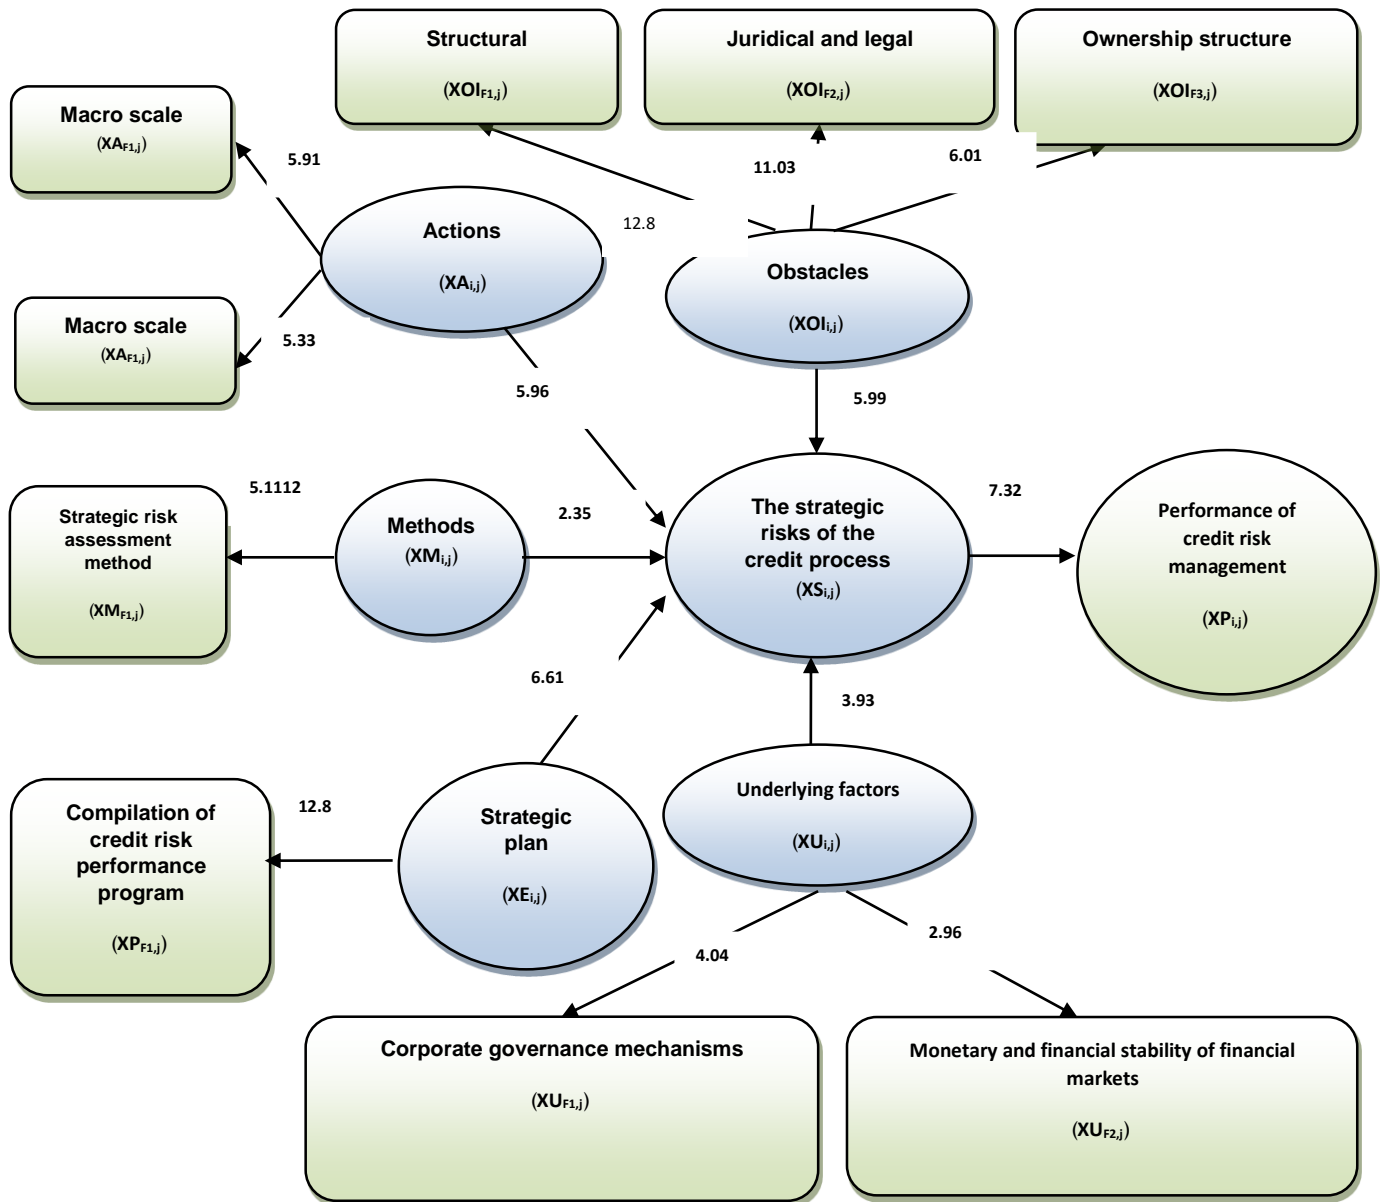 Structural
(XOIF1,j)
Juridical and legal
(XOIF2,j)
Ownership structure
(XOIF3,j)
Macro scale
(XAF1,j)
5.91
12.8
11.03
6.01
Actions
(XAi,j)
Obstacles
(XOIi,j)
Macro scale
(XAF1,j)
5.33
5.96
5.99
Strategic risk
assessment
method
(XMF1,j)
5.1112
Methods
(XMi,j)
2.35
The strategic
risks of the
credit process
(XSi,j)
7.32
Performance of
credit risk
management
(XPi,j)
6.61
3.93
Compilation of
credit risk
performance
program
(XPF1,j)
12.8
Strategic
plan
(XEi,j)
Underlying factors
(XUi,j)
4.04
2.96
Corporate governance mechanisms
(XUF1,j)
Monetary and financial stability of financial
markets
(XUF2,j)